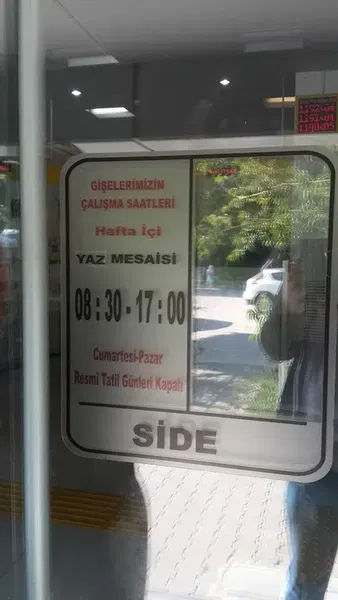 GİŞELERİMİZİN
ÇALIŞMA SAATLERİ
Hafta İçi
YAZ MESAİSİ
08 : 30 - 17 : 00
Cumartesi-Pazar
Resmi Tatil Günleri Kapalı
SİDE